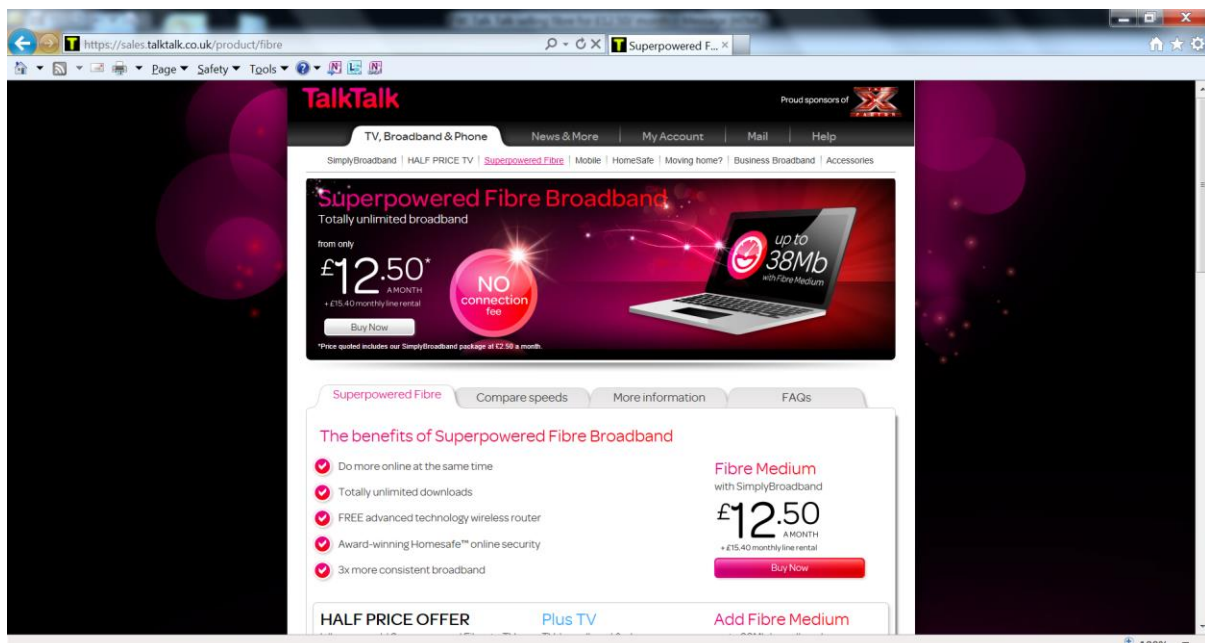 https://sales.talktalk.co.uk/product/fibre
Superpowered F...
Page Safety Tools
TalkTalk
Proud sponsors of
THE X FACTOR
TV, Broadband & Phone News & More My Account Mail Help
SimplyBroadband | HALF PRICE TV | Superpowered Fibre | Mobile | HomeSafe | Moving home? | Business Broadband | Accessories
Superpowered Fibre Broadband
Totally unlimited broadband
from only
£12.50*
A MONTH
+ £15.40 monthly line rental
Buy Now
*Price quoted includes our SimplyBroadband package at £2.50 a month.
NO
connection
fee
up to
38Mb
with Fibre Medium
Superpowered Fibre Compare speeds More information FAQs
The benefits of Superpowered Fibre Broadband
Do more online at the same time
Totally unlimited downloads
FREE advanced technology wireless router
Award-winning Homesafe™ online security
3x more consistent broadband
Fibre Medium
with SimplyBroadband
£12.50
A MONTH
+ £15.40 monthly line rental
Buy Now
HALF PRICE OFFER Plus TV Add Fibre Medium